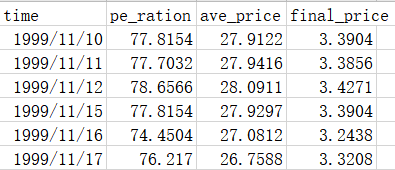 time pe_ration ave_price final_price
1999/11/10 77.8154 27.9122 3.3904
1999/11/11 77.7032 27.9416 3.3856
1999/11/12 78.6566 28.0911 3.4271
1999/11/15 77.8154 27.9297 3.3904
1999/11/16 74.4504 27.0812 3.2438
1999/11/17 76.217 26.7588 3.3208